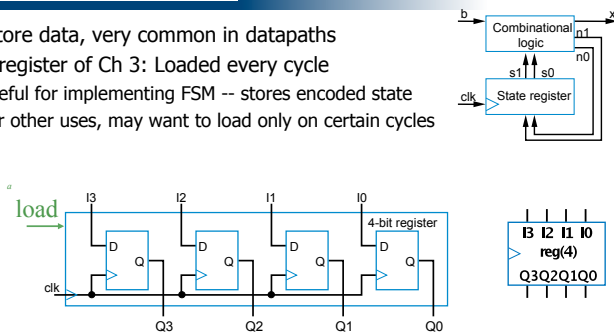 tore data, very common in datapaths
register of Ch 3: Loaded every cycle
eful for implementing FSM -- stores encoded state
r other uses, may want to load only on certain cycles
b
Combinational logic
x
n1
n0
s1 s0
clk
State register
a
load
I3 I2 I1 I0
4-bit register
D D D D
Q Q Q Q
clk
Q3 Q2 Q1 Q0
I3 I2 I1 I0
reg(4)
Q3Q2Q1Q0